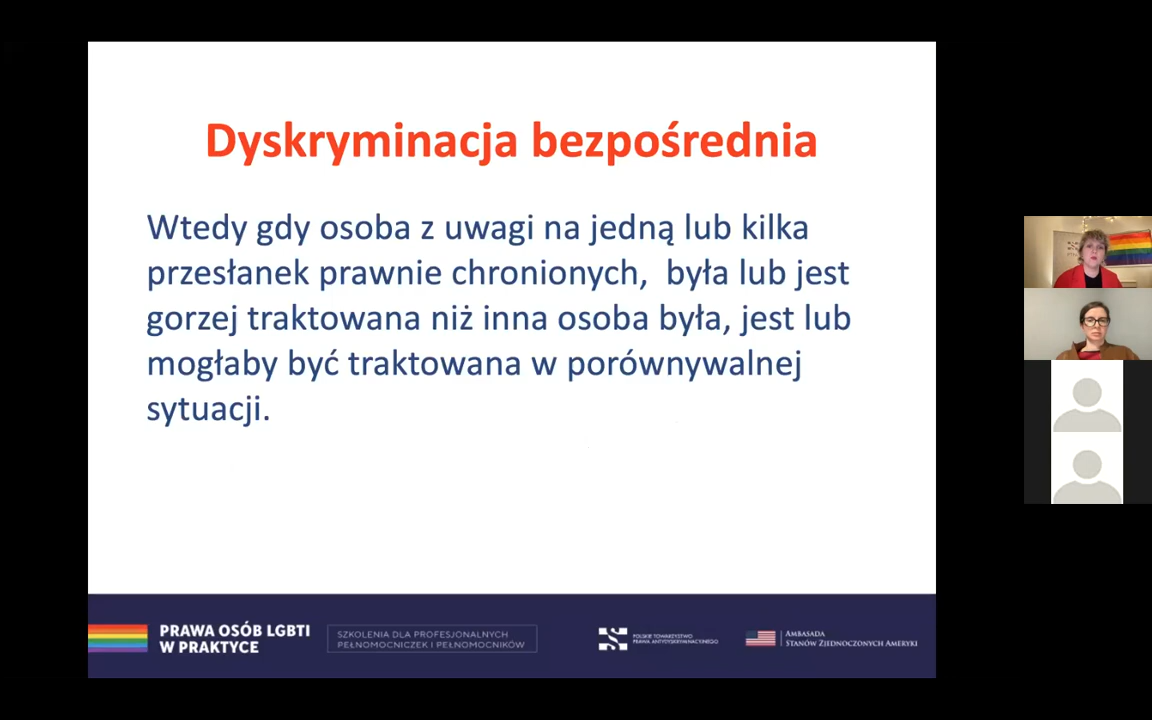 Dyskryminacja bezpośrednia
Wtedy gdy osoba z uwagi na jedną lub kilka
przesłanek prawnie chronionych,  była lub jest
gorzej traktowana niż inna osoba była, jest lub
mogłaby być traktowana w porównywalnej
sytuacji.
PRAWA OSÓB LGBTI
W PRAKTYCE
SZKOLENIA DLA PROFESJONALNYCH
PEŁNOMOCNICZEK I PEŁNOMOCNIKÓW
POLSKIE TOWARZYSTWO
PRAWA ANTYDYSKRYMINACYJNEGO
AMBASADA
STANÓW ZJEDNOCZONYCH AMERYKI